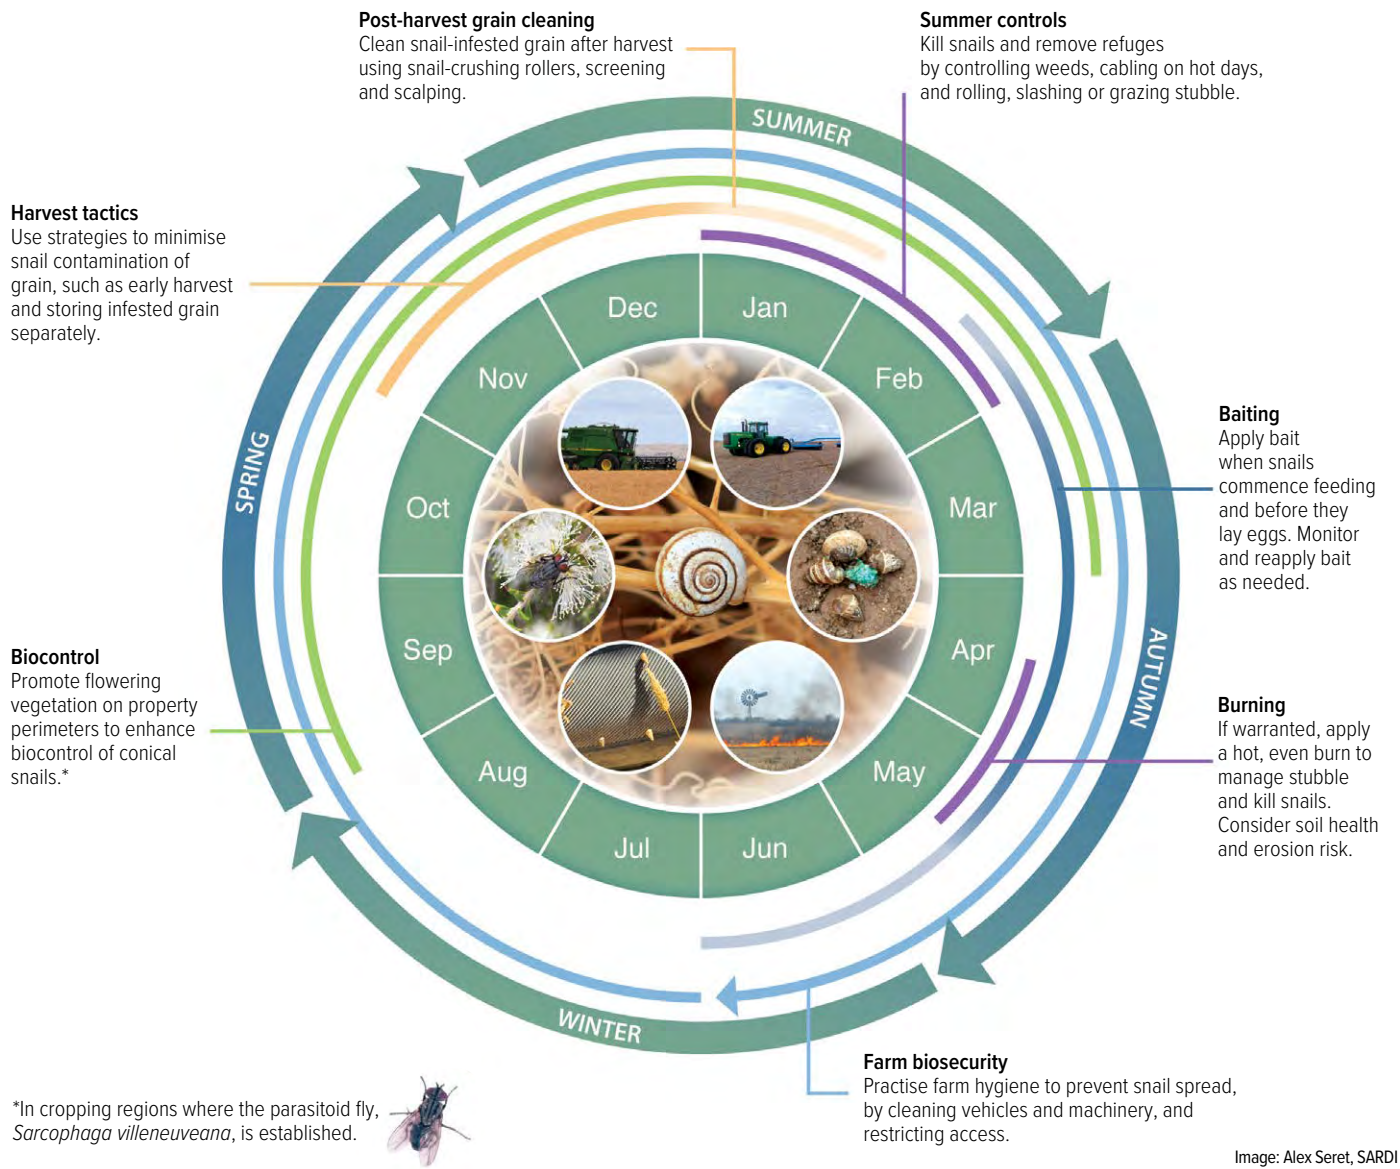 Post-harvest grain cleaning
Clean snail-infested grain after harvest
using snail-crushing rollers, screening
and scalping.
Summer controls
Kill snails and remove refuges
by controlling weeds, cabling on hot days,
and rolling, slashing or grazing stubble.
SUMMER
Harvest tactics
Use strategies to minimise
snail contamination of
grain, such as early harvest
and storing infested grain
separately.
Dec
Jan
Nov
Feb
SPRING
Baiting
Apply bait
when snails
commence feeding
and before they
lay eggs. Monitor
and reapply bait
as needed.
Oct
Mar
Sep
Apr
AUTUMN
Biocontrol
Promote flowering
vegetation on property
perimeters to enhance
biocontrol of conical
snails.*
Burning
If warranted, apply
a hot, even burn to
manage stubble
and kill snails.
Consider soil health
and erosion risk.
Aug
May
Jul
Jun
WINTER
Farm biosecurity
Practise farm hygiene to prevent snail spread,
by cleaning vehicles and machinery, and
restricting access.
*In cropping regions where the parasitoid fly,
Sarcophaga villeneuveana, is established.
Image: Alex Seret, SARDI